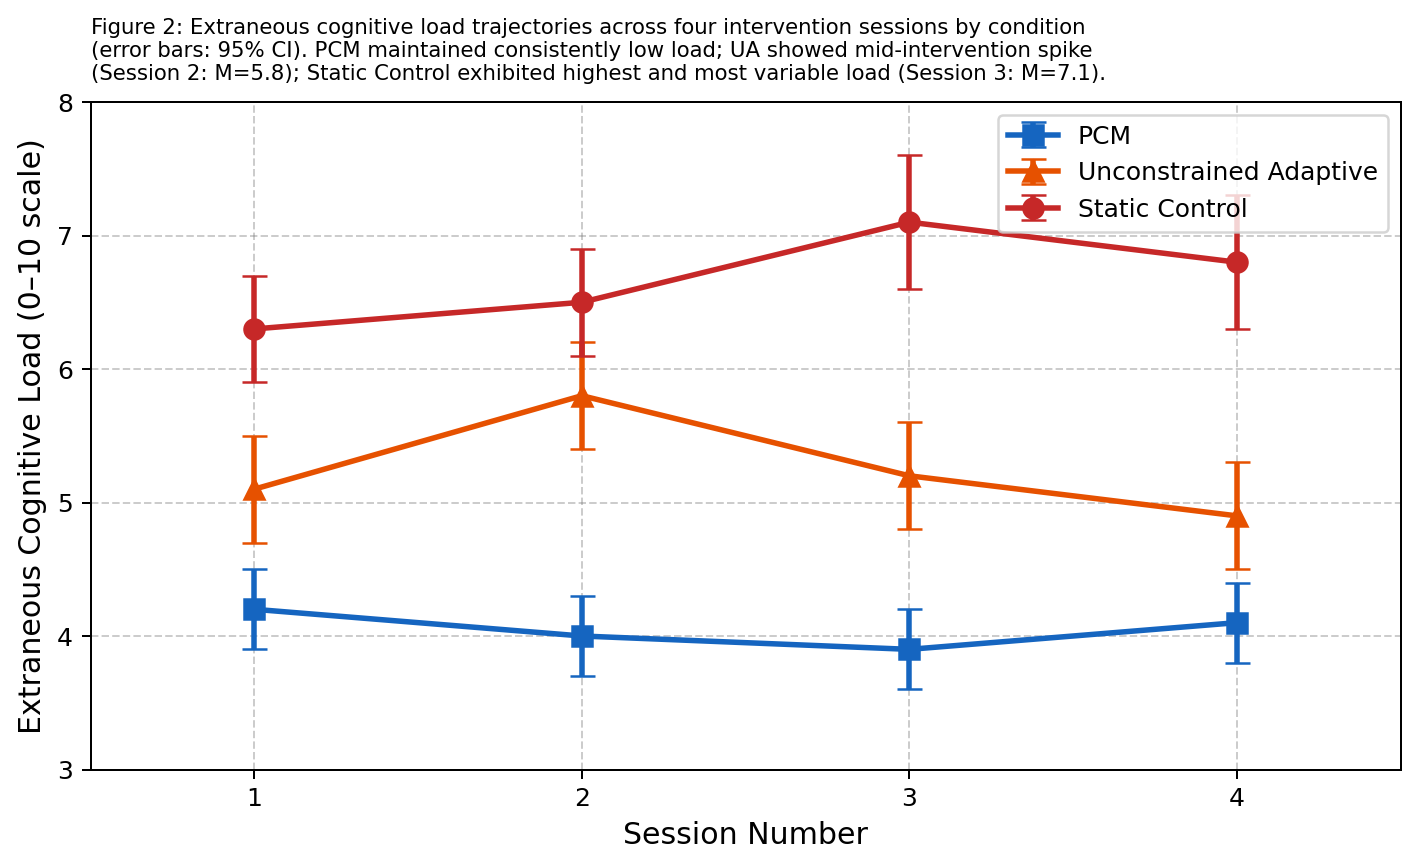 Figure 2: Extraneous cognitive load trajectories across four intervention sessions by condition
(error bars: 95% CI). PCM maintained consistently low load; UA showed mid-intervention spike
(Session 2: M=5.8); Static Control exhibited highest and most variable load (Session 3: M=7.1).
8
7
6
5
4
3
Extraneous Cognitive Load (0–10 scale)
PCM
Unconstrained Adaptive
Static Control
1
2
3
4
Session Number